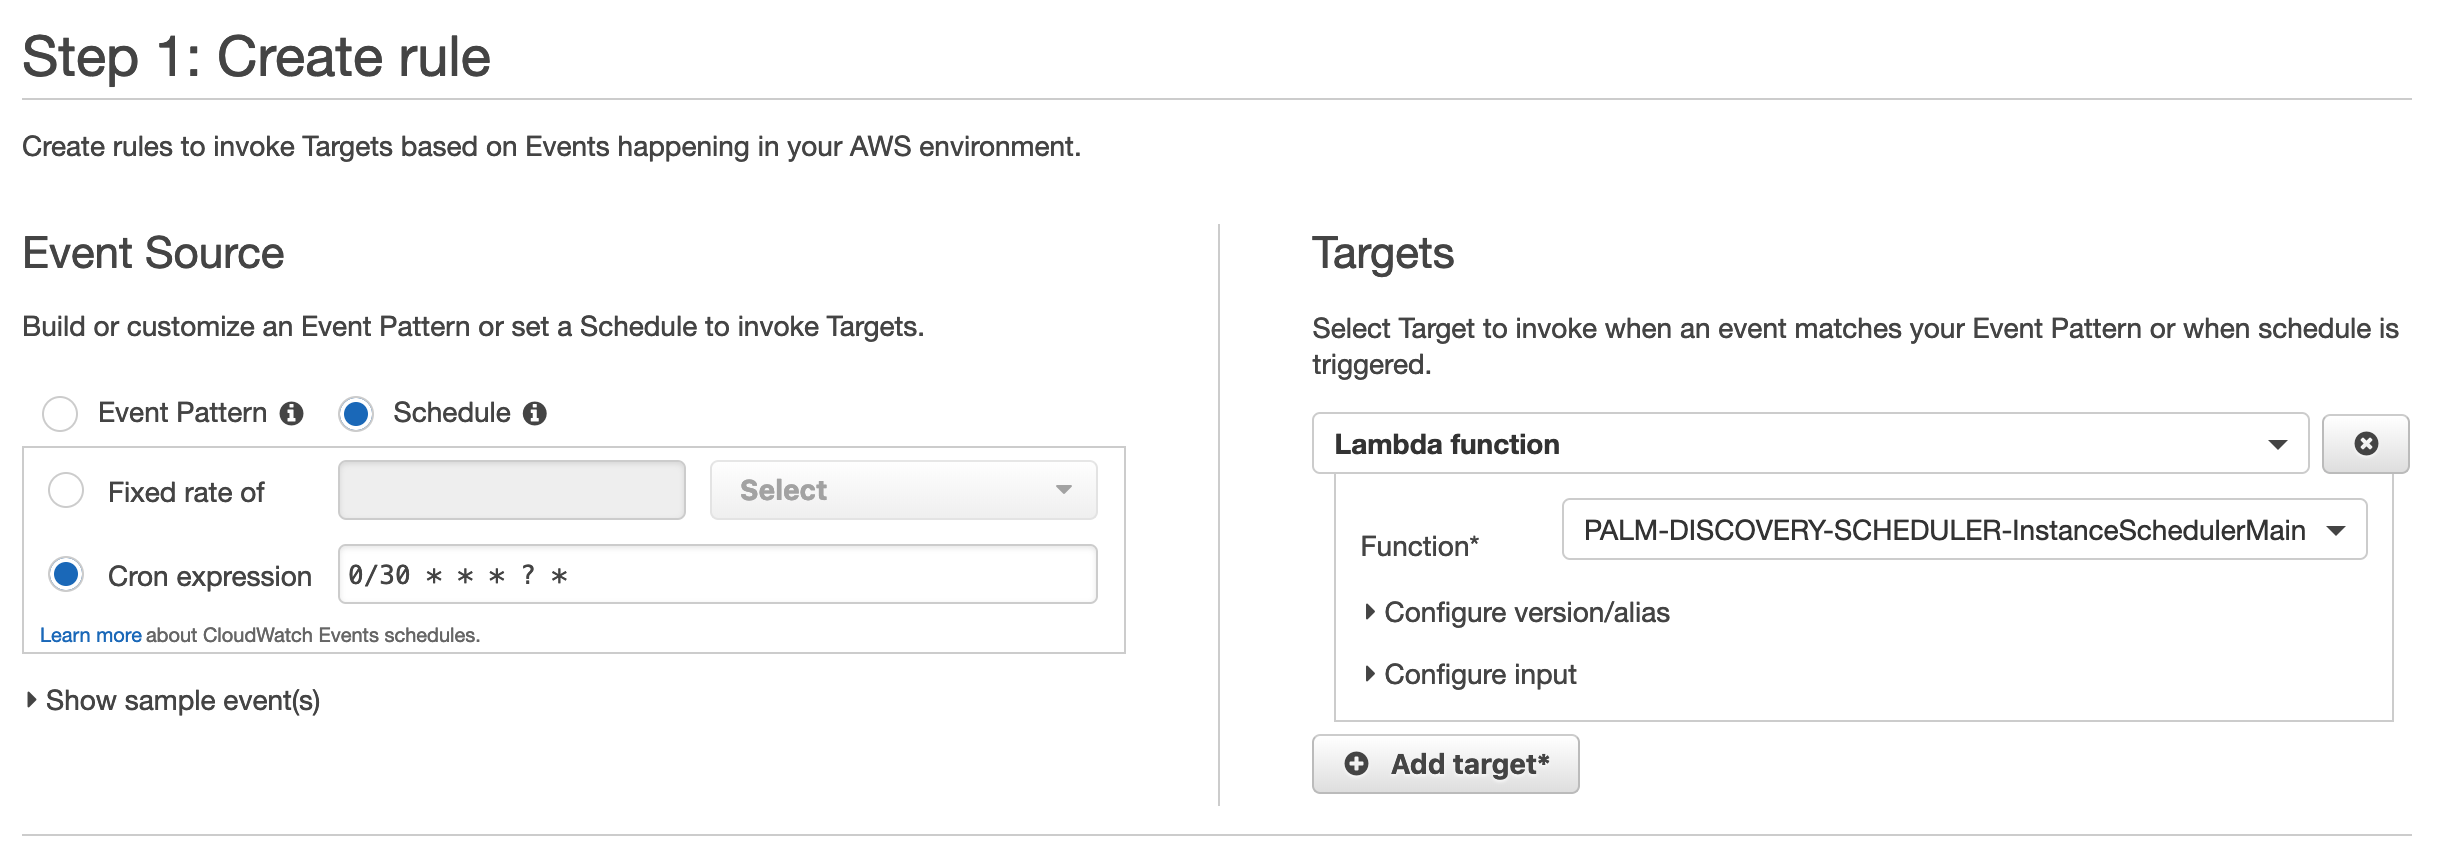 Step 1: Create rule
Create rules to invoke Targets based on Events happening in your AWS environment.
Event Source
Build or customize an Event Pattern or set a Schedule to invoke Targets.
Event Pattern Schedule
Fixed rate of Select
Cron expression 0/30 * * * ? *
Learn more about CloudWatch Events schedules.
Show sample event(s)
Targets
Select Target to invoke when an event matches your Event Pattern or when schedule is
triggered.
Lambda function
Function* PALM-DISCOVERY-SCHEDULER-InstanceSchedulerMain
Configure version/alias
Configure input
Add target*